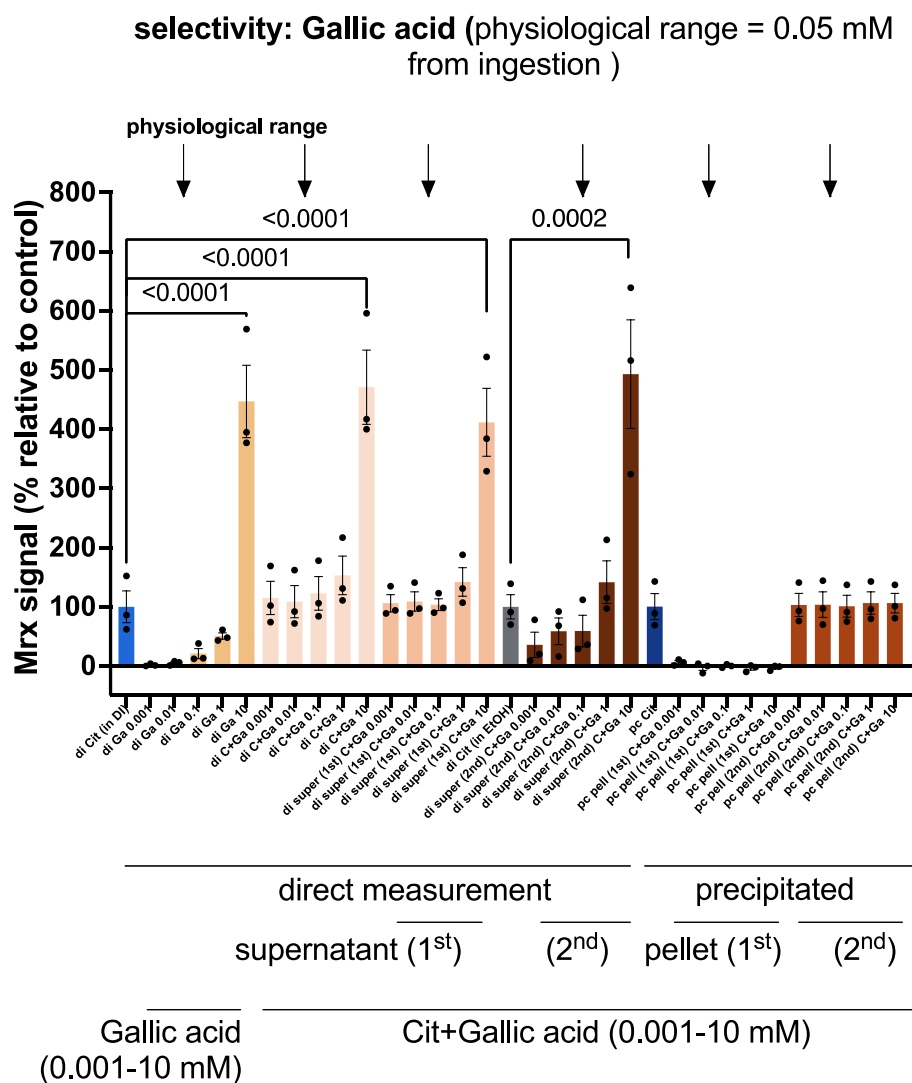 selectivity: Gallic acid (physiological range = 0.05 mM
from ingestion )
physiological range
800
700
600
500
400
300
200
100
0
Mrx signal (% relative to control)
<0.0001
<0.0001
<0.0001
0.0002
di Cit (in DI)
di Ga 0.001
di Ga 0.01
di Ga 0.1
di Ga 1
di Ga 10
di C+Ga 0.001
di C+Ga 0.01
di C+Ga 0.1
di C+Ga 1
di C+Ga 10
di super (1st) C+Ga 0.001
di super (1st) C+Ga 0.01
di super (1st) C+Ga 0.1
di super (1st) C+Ga 1
di super (1st) C+Ga 10
di Cit (in EtOH)
di super (2nd) C+Ga 0.001
di super (2nd) C+Ga 0.01
di super (2nd) C+Ga 0.1
di super (2nd) C+Ga 1
di super (2nd) C+Ga 10
pc Cit
pc pell (1st) C+Ga 0.001
pc pell (1st) C+Ga 0.01
pc pell (1st) C+Ga 0.1
pc pell (1st) C+Ga 1
pc pell (1st) C+Ga 10
pc pell (2nd) C+Ga 0.001
pc pell (2nd) C+Ga 0.01
pc pell (2nd) C+Ga 0.1
pc pell (2nd) C+Ga 1
pc pell (2nd) C+Ga 10
direct measurement
precipitated
supernatant (1st)
(2nd)
pellet (1st)
(2nd)
Gallic acid
(0.001-10 mM)
Cit+Gallic acid (0.001-10 mM)